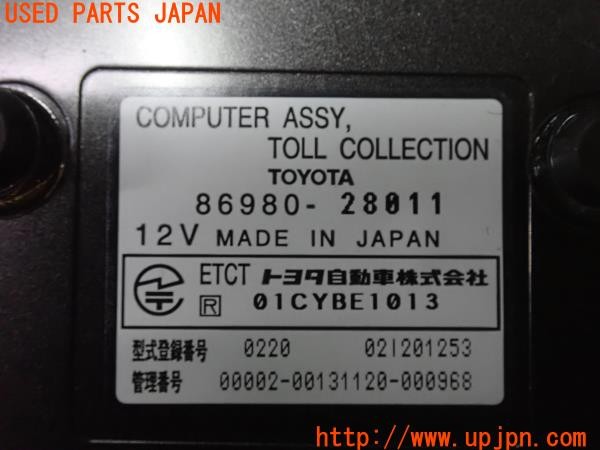 USED PARTS JAPAN
COMPUTER ASSY,
TOLL COLLECTION
TOYOTA
86980-28011
12V MADE IN JAPAN
ETCT トヨタ自動車株式会社
R 01CYBE1013
型式登録番号 0220 02I201253
管理番号 00002-00131120-000968
http://www.upjpn.com/